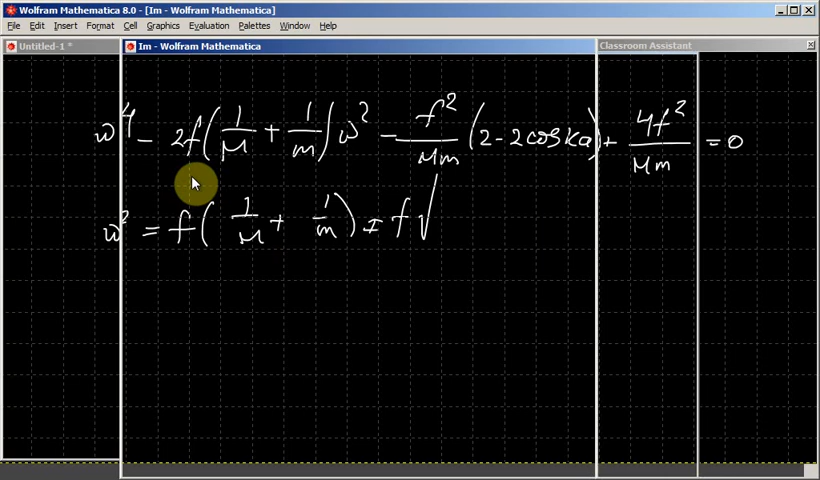 Wolfram Mathematica 8.0 - [Im - Wolfram Mathematica]
File Edit Insert Format Cell Graphics Evaluation Palettes Window Help
Untitled-1 * Im - Wolfram Mathematica Classroom Assistant
ω⁴ - 2f(1/M + 1/m)ω² - f²/Mm (2-2coska) + 4f²/Mm = 0
ω² = f(1/M + 1/m) ± f√